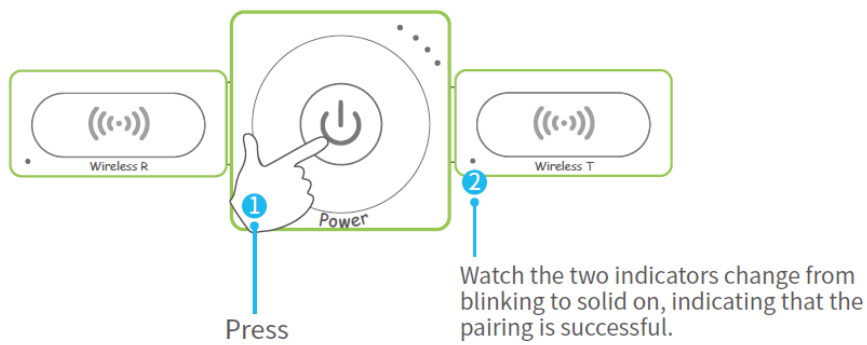 Wireless R
Power
Wireless T
1
Press
2
Watch the two indicators change from
blinking to solid on, indicating that the
pairing is successful.